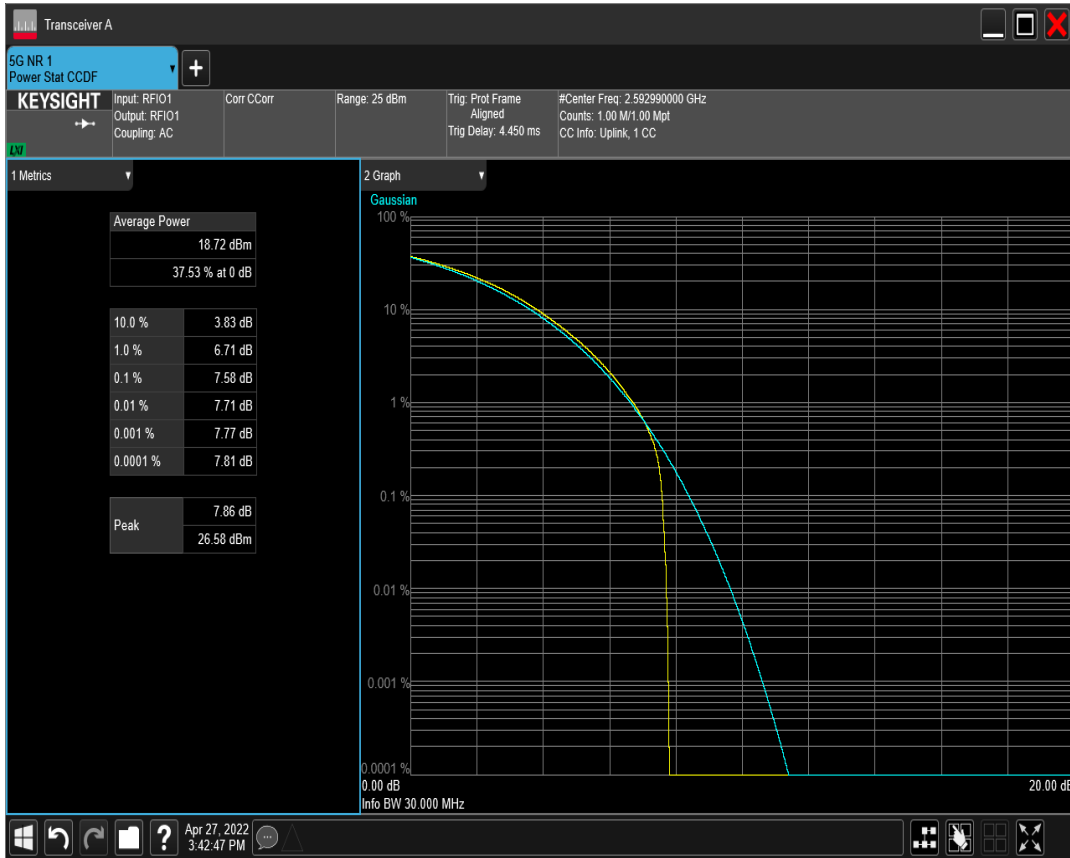 Transceiver A
5G NR 1
Power Stat CCDF
KEYSIGHT
LXI
Input: RFIO1
Output: RFIO1
Coupling: AC
Corr CCorr
Range: 25 dBm
Trig: Prot Frame
Aligned
Trig Delay: 4.450 ms
#Center Freq: 2.592990000 GHz
Counts: 1.00 M/1.00 Mpt
CC Info: Uplink, 1 CC
1 Metrics
Average Power
18.72 dBm
37.53 % at 0 dB
10.0 % 3.83 dB
1.0 % 6.71 dB
0.1 % 7.58 dB
0.01 % 7.71 dB
0.001 % 7.77 dB
0.0001 % 7.81 dB
Peak
7.86 dB
26.58 dBm
2 Graph
Gaussian
100 %
10 %
1 %
0.1 %
0.01 %
0.001 %
0.0001 %
0.00 dB
20.00 dB
Info BW 30.000 MHz
?
Apr 27, 2022
3:42:47 PM